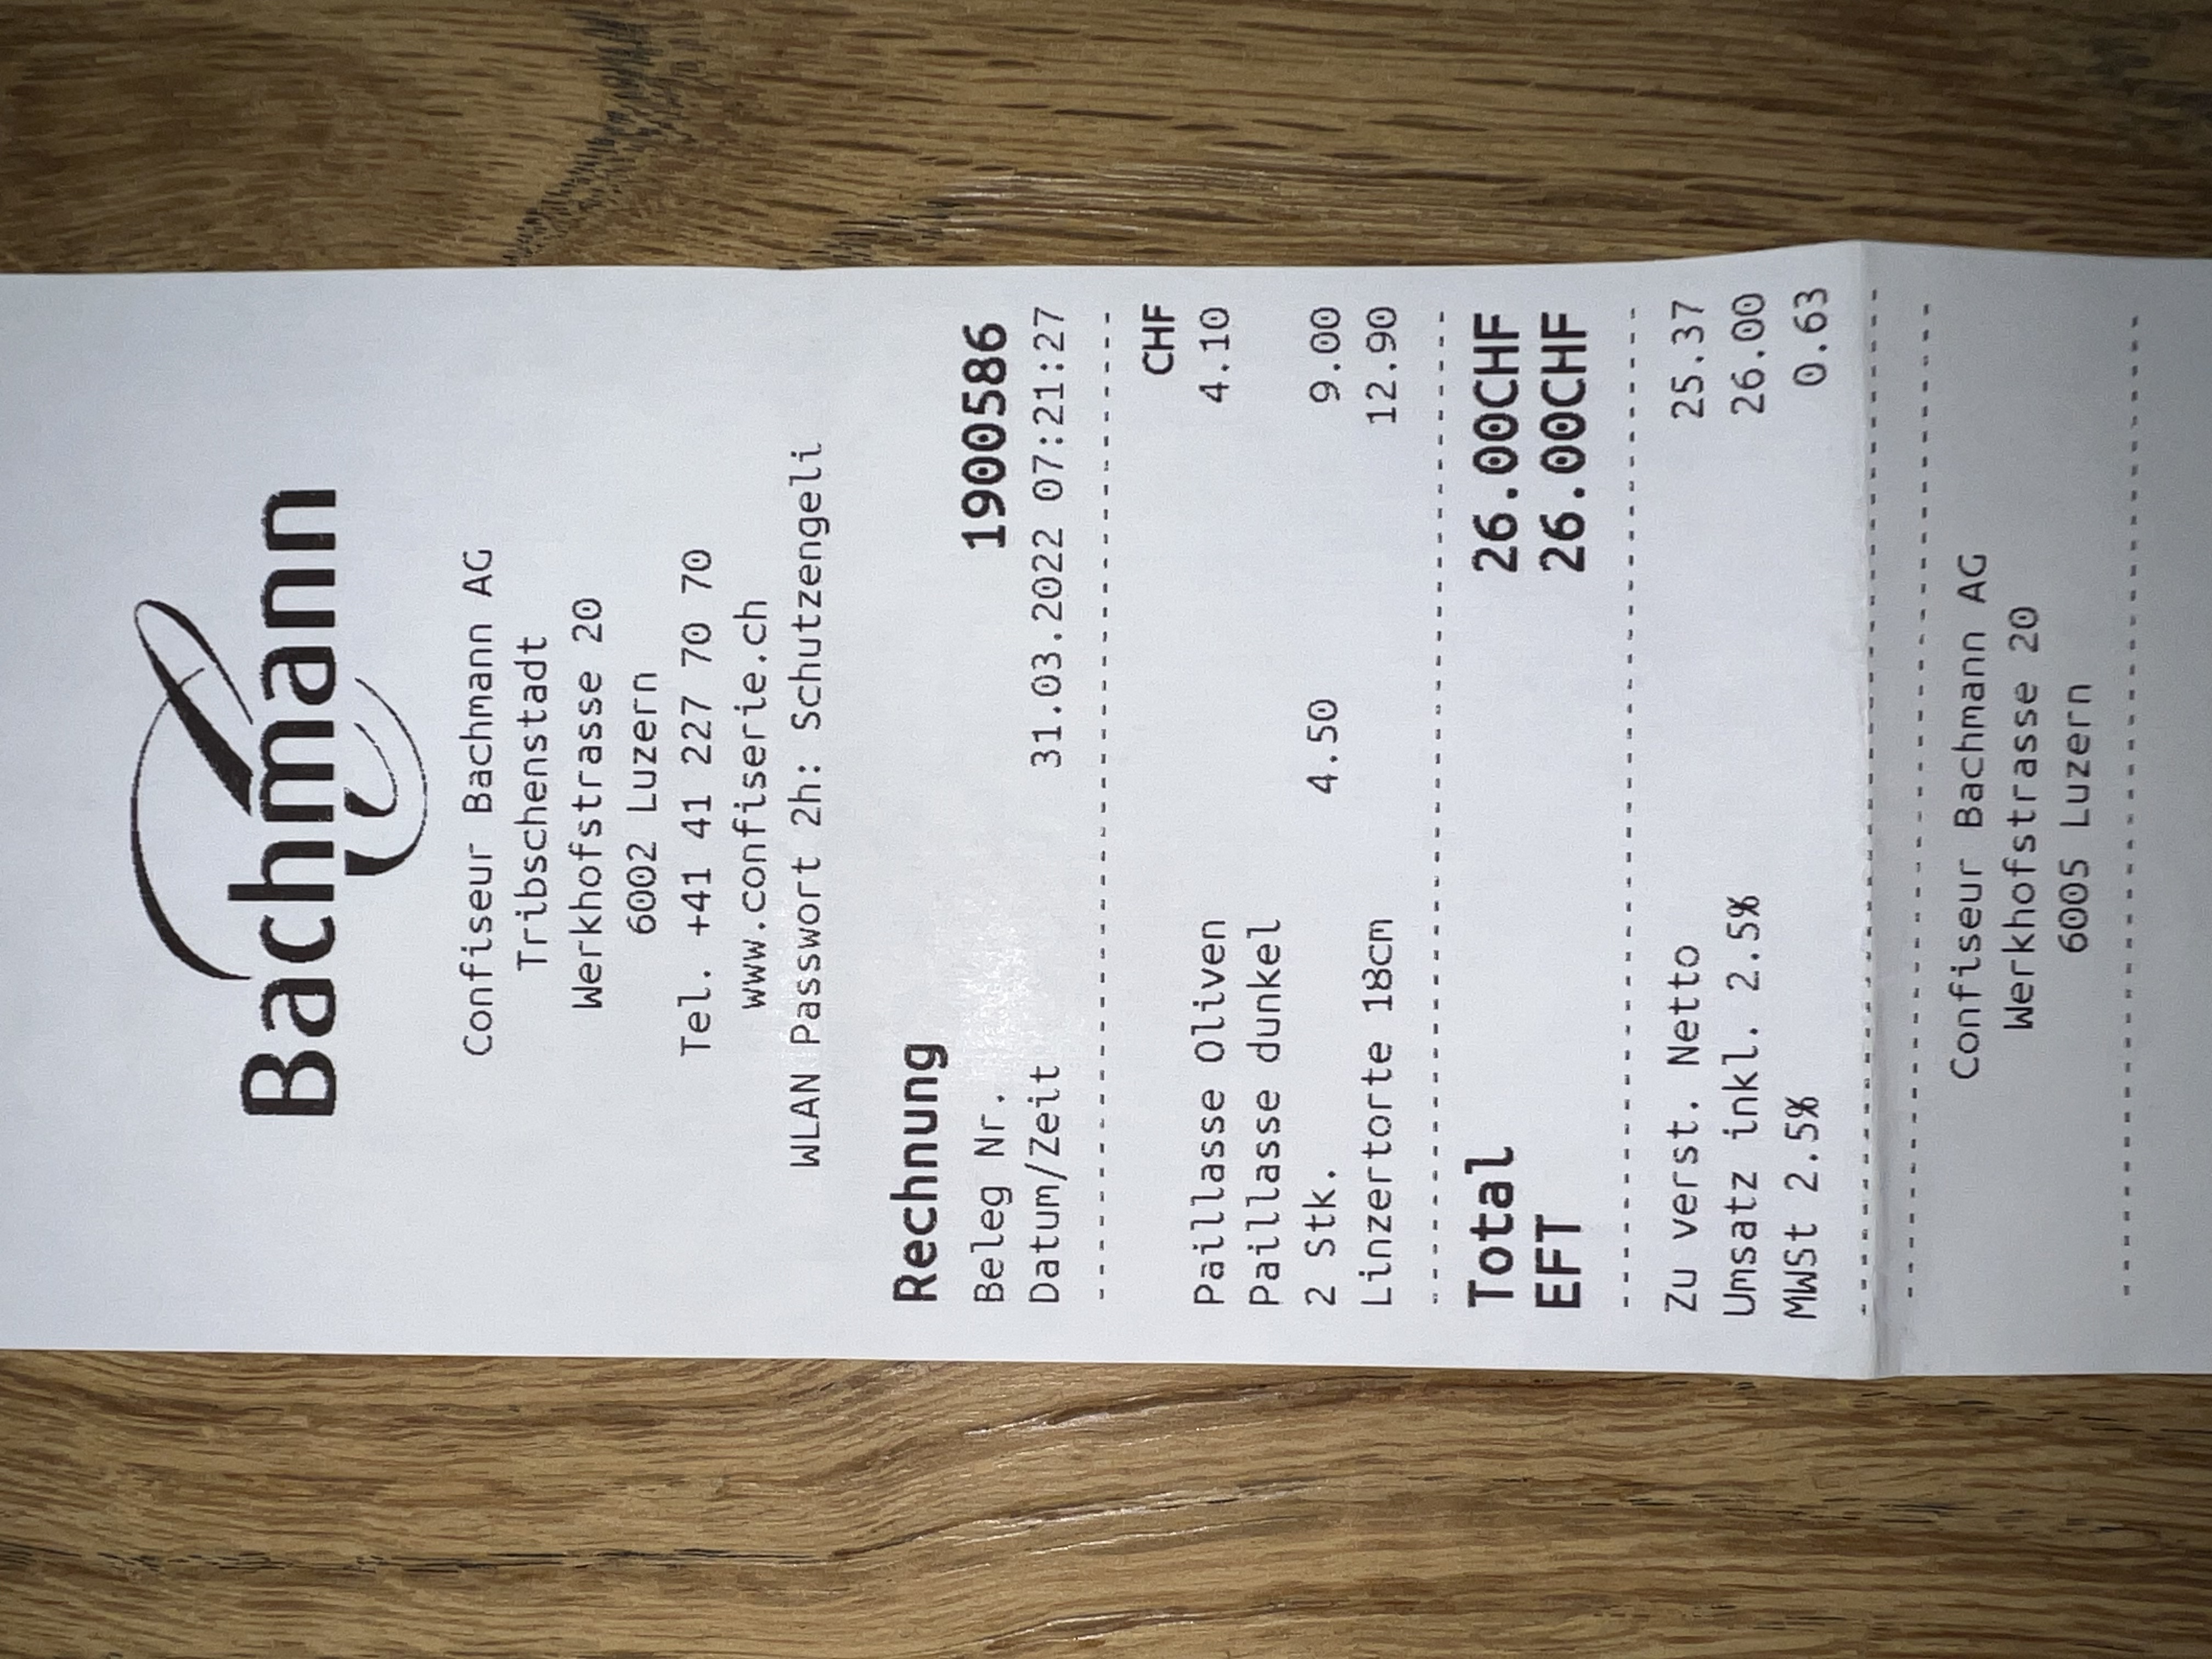 Bachmann
Confiseur Bachmann AG
Tribschenstadt
Werkhofstrasse 20
6002 Luzern
Tel. +41 41 227 70 70
www.confiserie.ch
WLAN Passwort 2h: Schutzengeli
Rechnung
Beleg Nr. 1900586
Datum/Zeit 31.03.2022 07:21:27
CHF
Paillasse Oliven 4.10
Paillasse dunkel
2 Stk. 4.50 9.00
Linzertorte 18cm 12.90
Total 26.00CHF
EFT 26.00CHF
Zu verst. Netto 25.37
Umsatz inkl. 2.5% 26.00
MWSt 2.5% 0.63
Confiseur Bachmann AG
Werkhofstrasse 20
6005 Luzern